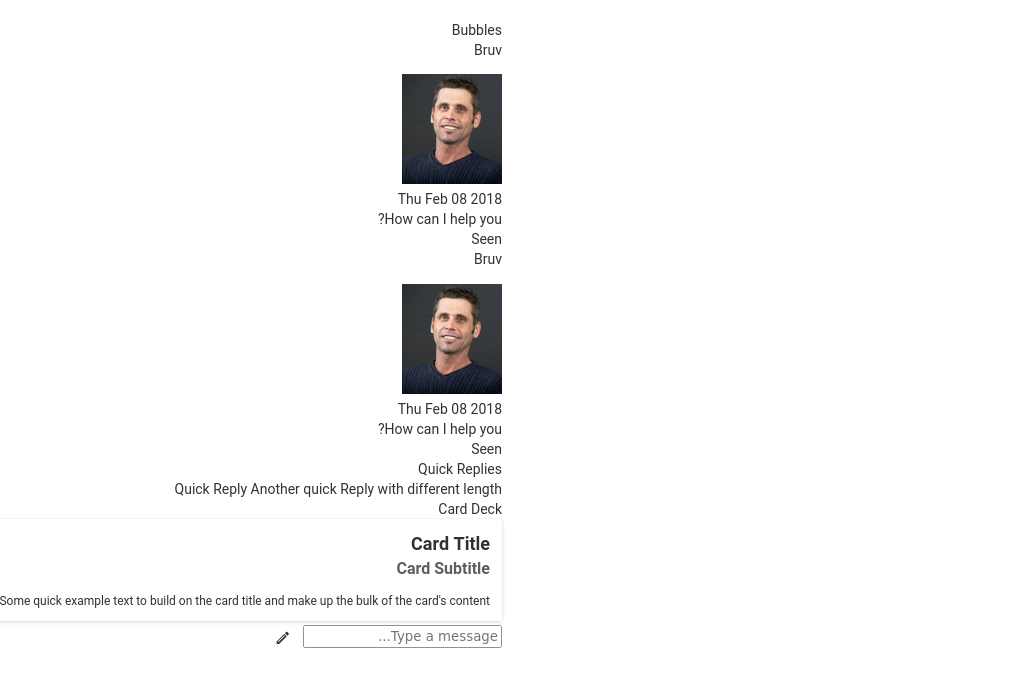 Bubbles
Bruv
Thu Feb 08 2018
?How can I help you
Seen
Bruv
Thu Feb 08 2018
?How can I help you
Seen
Quick Replies
Quick Reply Another quick Reply with different length
Card Deck
Card Title
Card Subtitle
Some quick example text to build on the card title and make up the bulk of the card's content
...Type a message